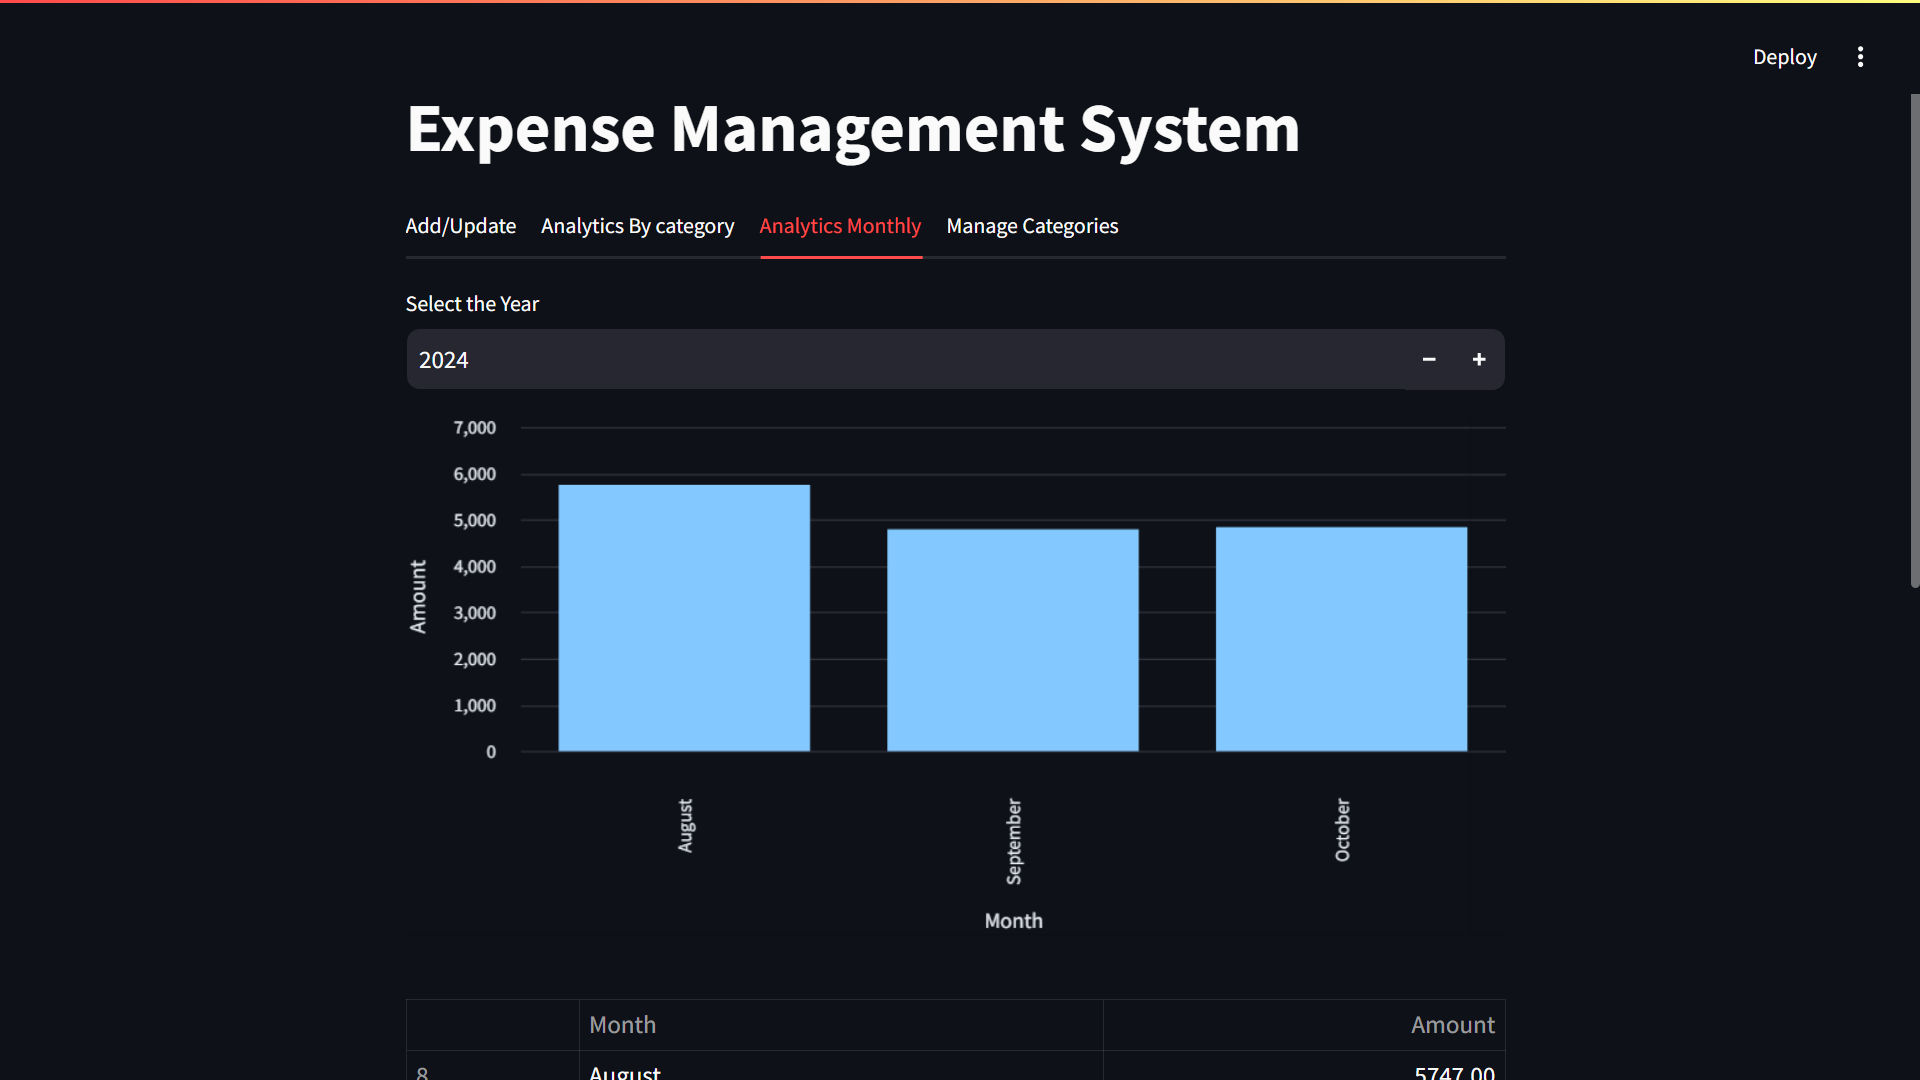 Deploy
Expense Management System
Add/Update Analytics By category Analytics Monthly Manage Categories
Select the Year
2024
7,000
6,000
5,000
4,000
3,000
2,000
1,000
0
Amount
August September October
Month
Month Amount
8 August 5747.00